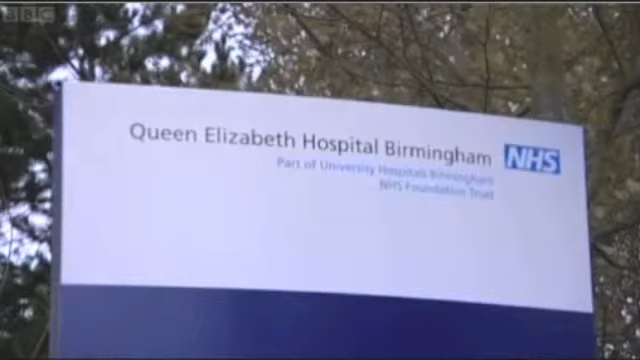 BBC
Queen Elizabeth Hospital Birmingham NHS
Part of University Hospitals Birmingham
NHS Foundation Trust